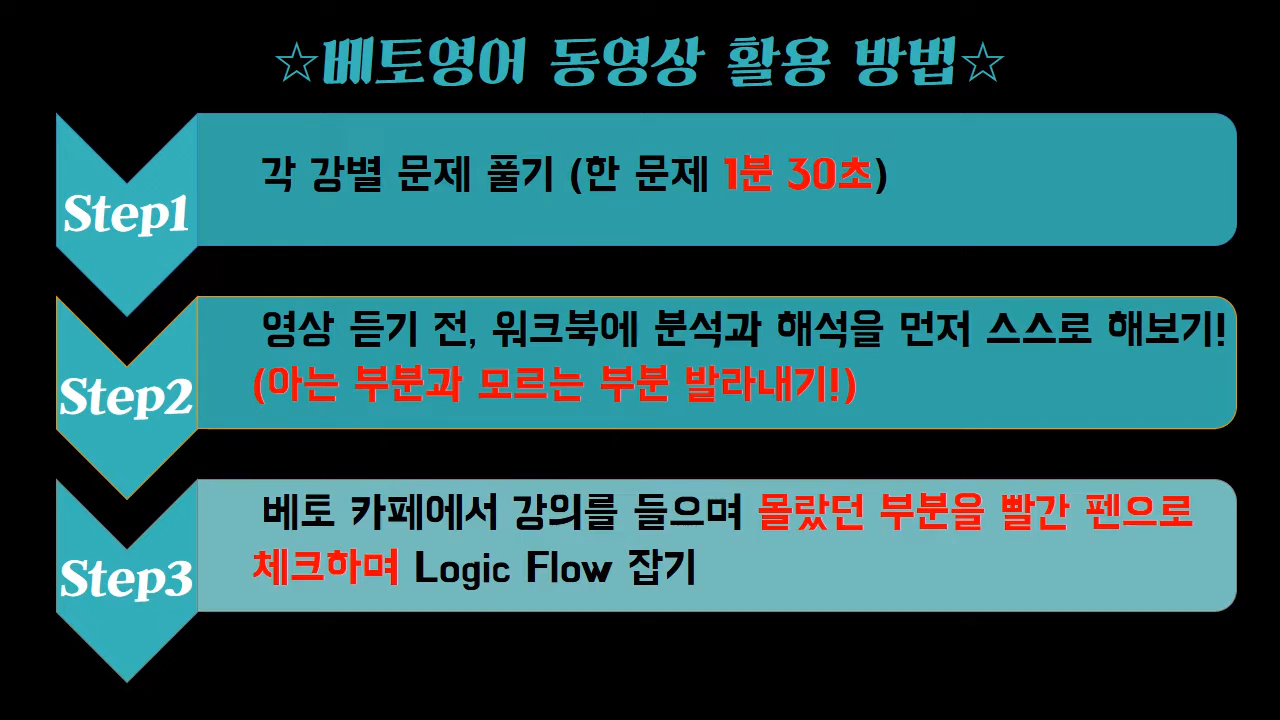 ☆베토영어 동영상 활용 방법☆
Step1
각 강별 문제 풀기 (한 문제 1분 30초)
Step2
영상 듣기 전, 워크북에 분석과 해석을 먼저 스스로 해보기!
(아는 부분과 모르는 부분 발라내기!)
Step3
베토 카페에서 강의를 들으며 몰랐던 부분을 빨간 펜으로
체크하며 Logic Flow 잡기